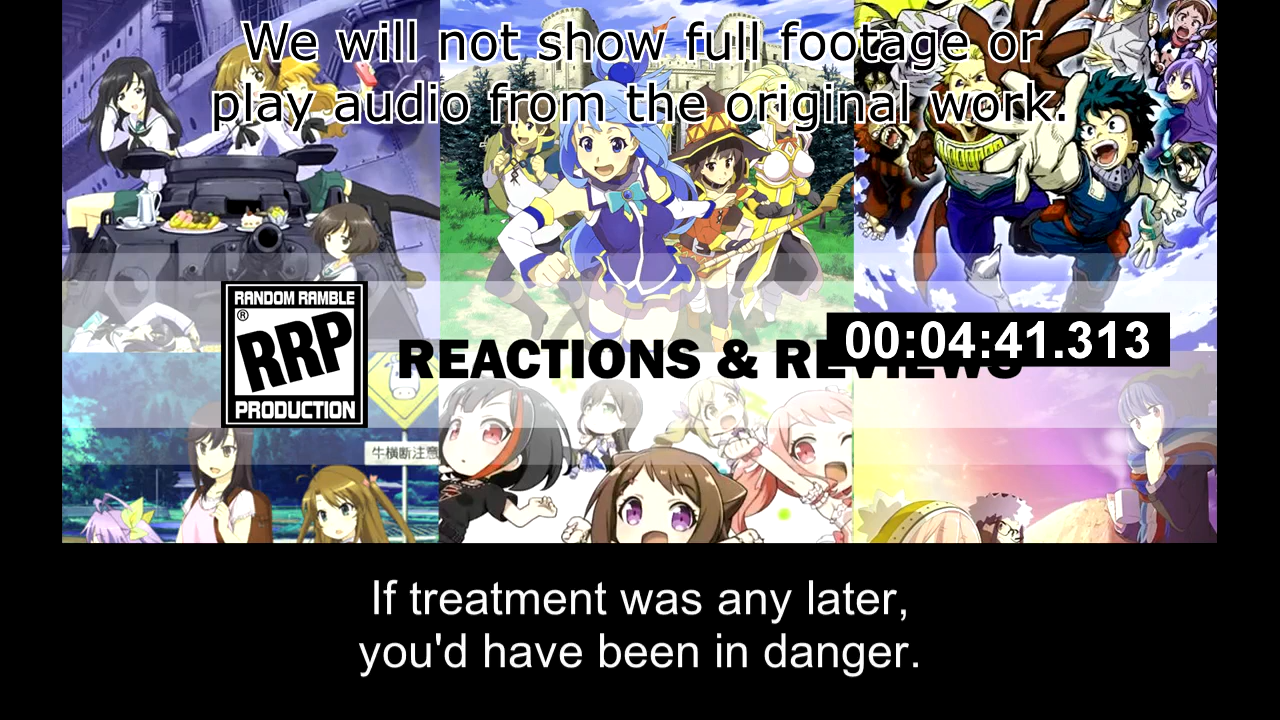 We will not show full footage or
play audio from the original work.
RANDOM RAMBLE
®
RRP
PRODUCTION
REACTIONS & REVIEWS
00:04:41.313
牛横断注意
If treatment was any later,
you'd have been in danger.